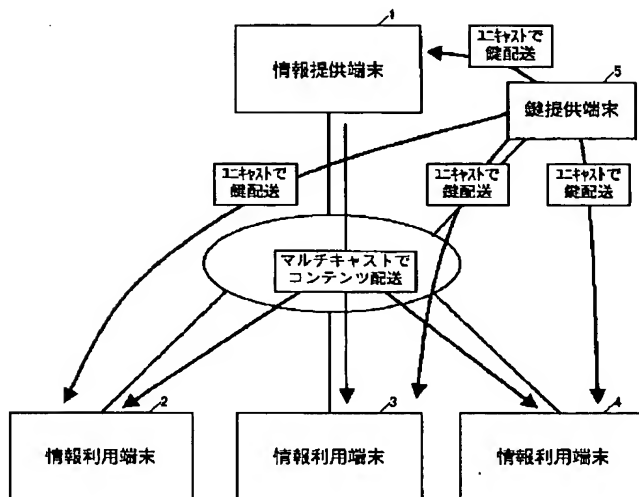 1
情報提供端末
ユニキャストで
鍵配送
5
鍵提供端末
ユニキャストで
鍵配送
ユニキャストで
鍵配送
ユニキャストで
鍵配送
マルチキャストで
コンテンツ配送
2
情報利用端末
3
情報利用端末
4
情報利用端末